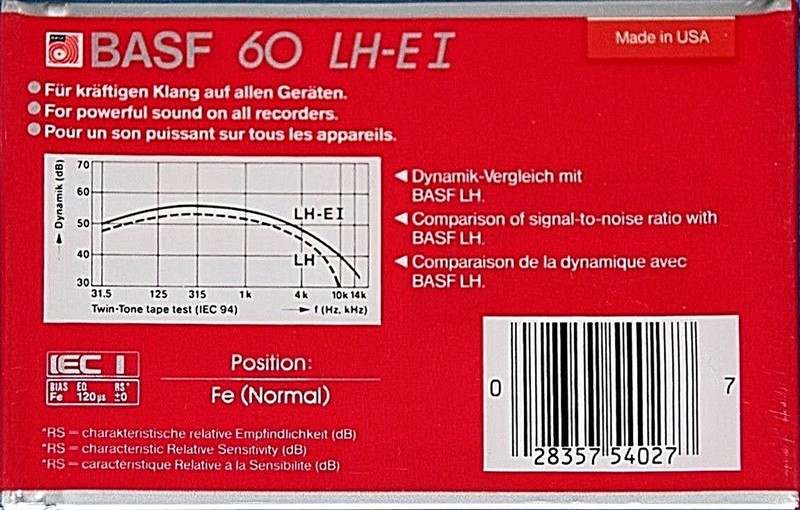 BASF 60 LH-E I
Made in USA
Für kräftigen Klang auf allen Geräten.
For powerful sound on all recorders.
Pour un son puissant sur tous les appareils.
Dynamik (dB)
70
60
50
40
30
LH-E I
LH
31.5 125 315 1k 4k 10k 14k
Twin-Tone tape test (IEC 94) f (Hz, kHz)
Dynamik-Vergleich mit
BASF LH.
Comparison of signal-to-noise ratio with
BASF LH.
Comparaison de la dynamique avec
BASF LH.
IEC I
BIAS EQ RS*
Fe 120µs ±0
Position:
Fe (Normal)
*RS = charakteristische relative Empfindlichkeit (dB)
*RS = characteristic Relative Sensitivity (dB)
*RS = caractéristique Relative à la Sensibilité (dB)
0 28357 54027 7